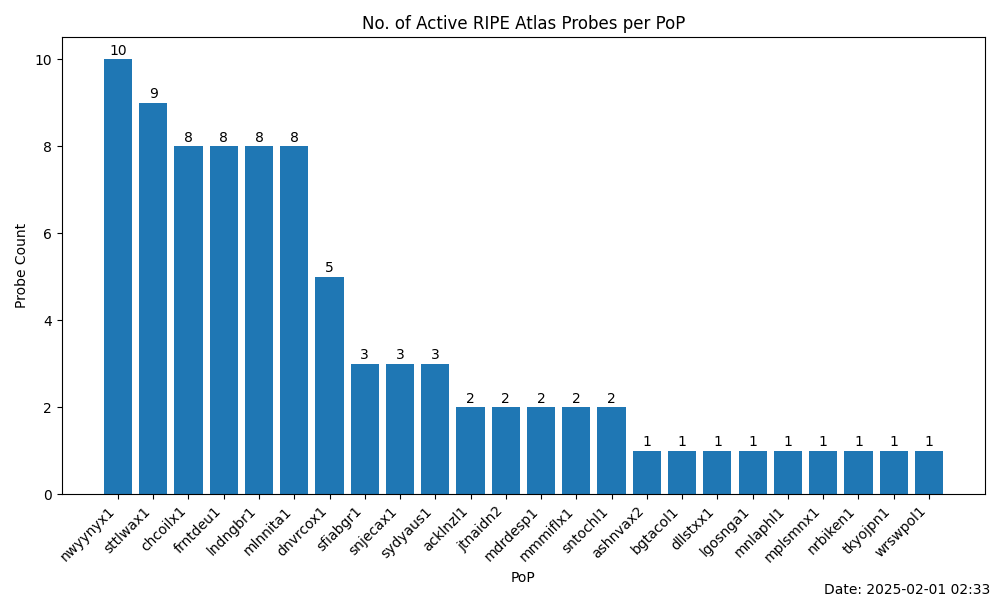 No. of Active RIPE Atlas Probes per PoP
Probe Count
10
8
6
4
2
0
10
9
8
8
8
8
5
3
3
3
2
2
2
2
2
1
1
1
1
1
1
1
1
1
nwyynyx1
sttlwax1
chcoilx1
frntdeu1
lndngbr1
mlnnita1
dnvrcox1
sfiabgr1
snjecax1
sydyaus1
acklnzl1
jtnaidn2
mdrdesp1
mmmiflx1
sntochl1
ashnvax2
bgtacol1
dllstxx1
lgosnga1
mnlaphl1
mplsmnx1
nrbiken1
tkyojpn1
wrswpol1
PoP
Date: 2025-02-01 02:33